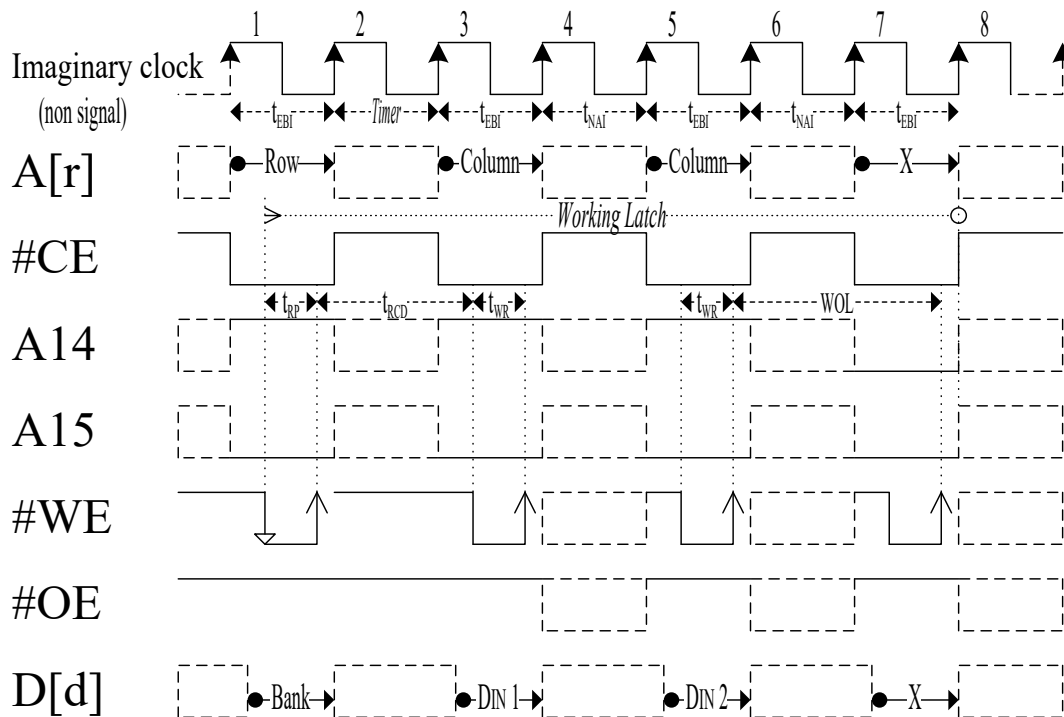 1 2 3 4 5 6 7 8
Imaginary clock
(non signal)
tEBI Timer tEBI tNAI tEBI tNAI tEBI
A[r] Row Column Column X
Working Latch
#CE
tRP tRCD tWR tWR WOL
A14
A15
#WE
#OE
D[d] Bank DIN 1 DIN 2 X